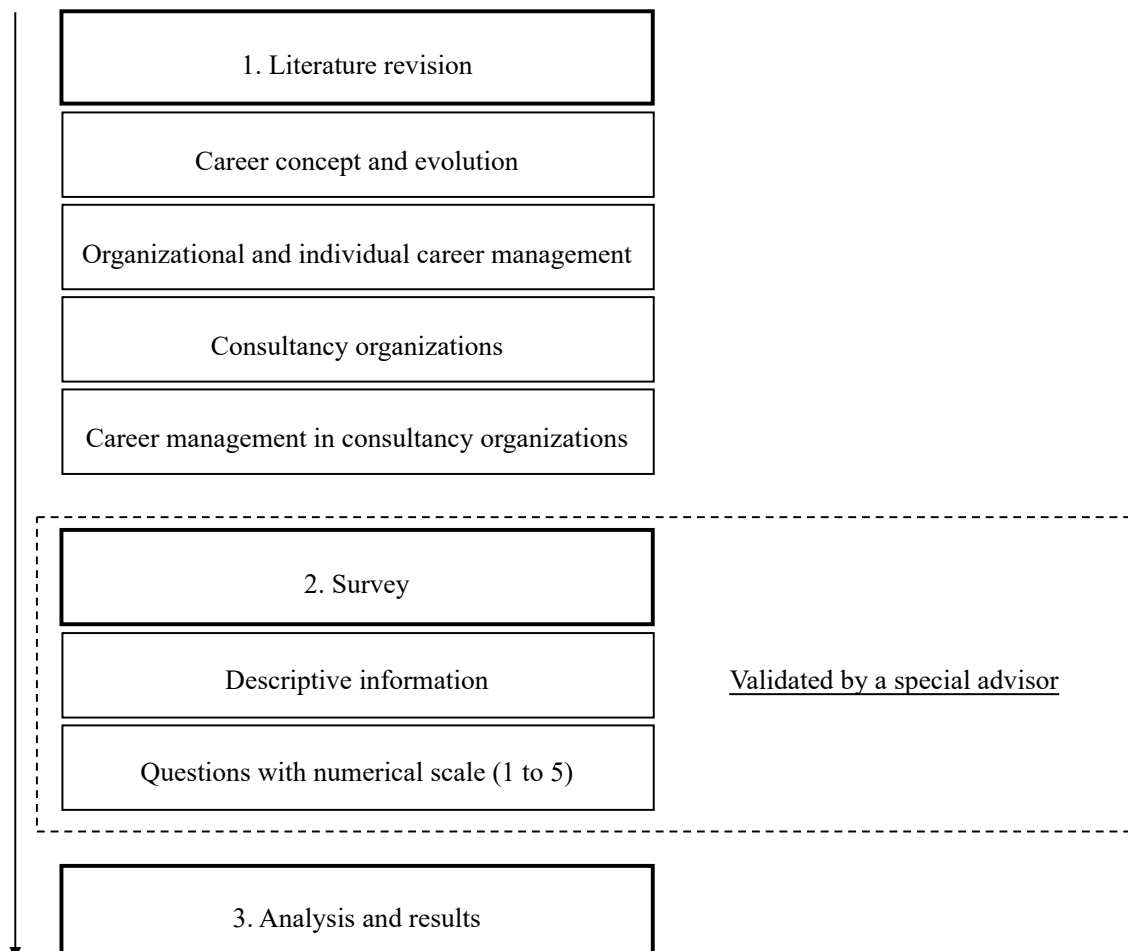 1. Literature revision
Career concept and evolution
Organizational and individual career management
Consultancy organizations
Career management in consultancy organizations
2. Survey
Descriptive information
Validated by a special advisor
Questions with numerical scale (1 to 5)
3. Analysis and results